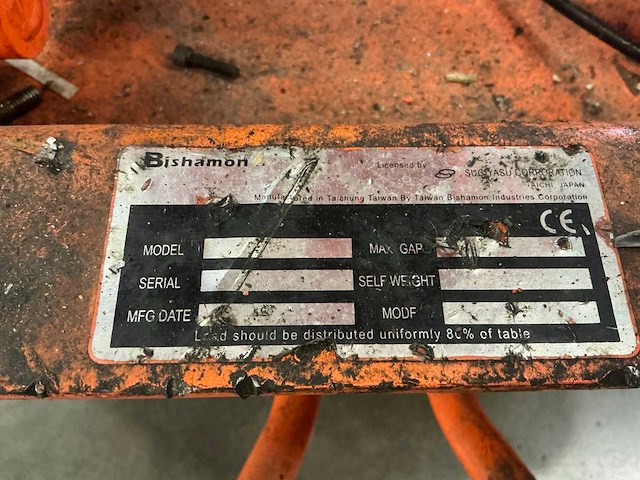 Bishamon
Licensed by SUGIYASU CORPORATION
AICHI JAPAN
Manufactured in Taichung Taiwan By Taiwan Bishamon Industries Corporation
CE
MODEL MAX GAP
SERIAL SELF WEIGHT
MFG DATE MODF
Load should be distributed uniformly 80% of table